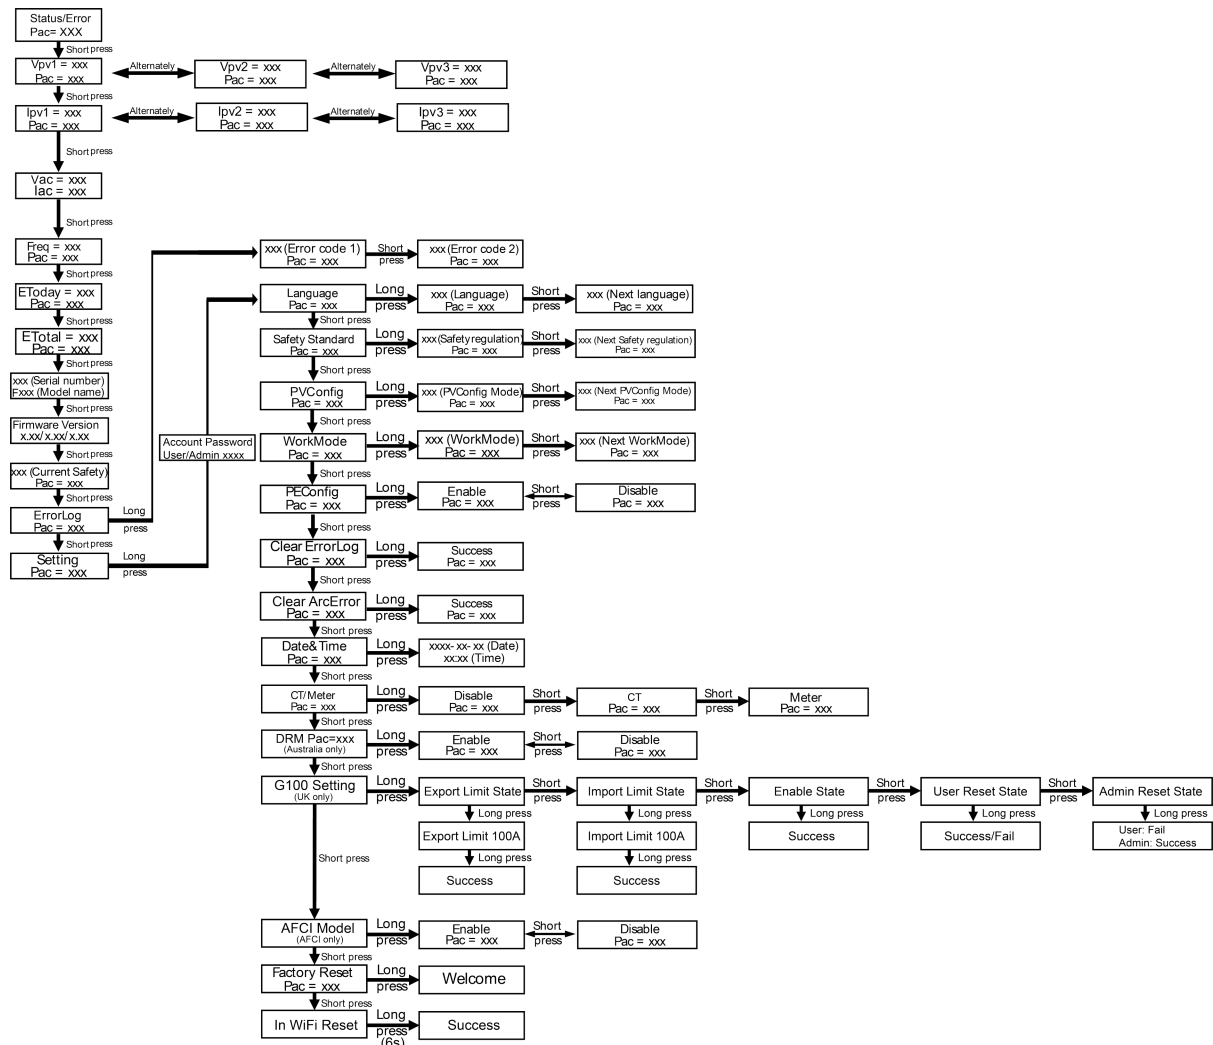 Status/Error
Pac= XXX
Short press
Vpv1 = xxx
Pac = xxx
Alternately
Vpv2 = xxx
Pac = xxx
Alternately
Vpv3 = xxx
Pac = xxx
Short press
Ipv1 = xxx
Pac = xxx
Alternately
Ipv2 = xxx
Pac = xxx
Alternately
Ipv3 = xxx
Pac = xxx
Short press
Vac = xxx
Iac = xxx
Short press
Freq = xxx
Pac = xxx
Short press
EToday = xxx
Pac = xxx
Short press
ETotal = xxx
Pac = xxx
Short press
xxx (Serial number)
Fxxx (Model name)
Short press
Firmware Version
x.xx/x.xx/x.xx
Short press
xxx (Current Safety)
Pac = xxx
Short press
ErrorLog
Pac = xxx
Long
press
Short press
Setting
Pac = xxx
Long
press
Account Password
User/Admin xxxx
xxx (Error code 1)
Pac = xxx
Short
press
xxx (Error code 2)
Pac = xxx
Language
Pac = xxx
Long
press
xxx (Language)
Pac = xxx
Short
press
xxx (Next language)
Pac = xxx
Short press
Safety Standard
Pac = xxx
Long
press
xxx (Safety regulation)
Pac = xxx
Short
press
xxx (Next Safety regulation)
Pac = xxx
Short press
PVConfig
Pac = xxx
Long
press
xxx (PVConfig Mode)
Pac = xxx
Short
press
xxx (Next PVConfig Mode)
Pac = xxx
Short press
WorkMode
Pac = xxx
Long
press
xxx (WorkMode)
Pac = xxx
Short
press
xxx (Next WorkMode)
Pac = xxx
Short press
PEConfig
Pac = xxx
Long
press
Enable
Pac = xxx
Short
press
Disable
Pac = xxx
Short press
Clear ErrorLog
Pac = xxx
Long
press
Success
Pac = xxx
Short press
Clear ArcError
Pac = xxx
Long
press
Success
Pac = xxx
Short press
Date&Time
Pac = xxx
Long
press
xxxx- xx- xx (Date)
xx:xx (Time)
Short press
CT/Meter
Pac = xxx
Long
press
Disable
Pac = xxx
Short
press
CT
Pac = xxx
Short
press
Meter
Pac = xxx
Short press
DRM Pac=xxx
(Australia only)
Long
press
Enable
Pac = xxx
Short
press
Disable
Pac = xxx
Short press
G100 Setting
(UK only)
Long
press
Export Limit State
Short
press
Import Limit State
Short
press
Enable State
Short
press
User Reset State
Short
press
Admin Reset State
Long press
Long press
Long press
Long press
Long press
Export Limit 100A
Import Limit 100A
Success
Success/Fail
User: Fail
Admin: Success
Long press
Long press
Success
Success
Short press
AFCI Model
(AFCI only)
Long
press
Enable
Pac = xxx
Short
press
Disable
Pac = xxx
Short press
Factory Reset
Pac = xxx
Long
press
Welcome
Short press
In WiFi Reset
Long
press
(6s)
Success